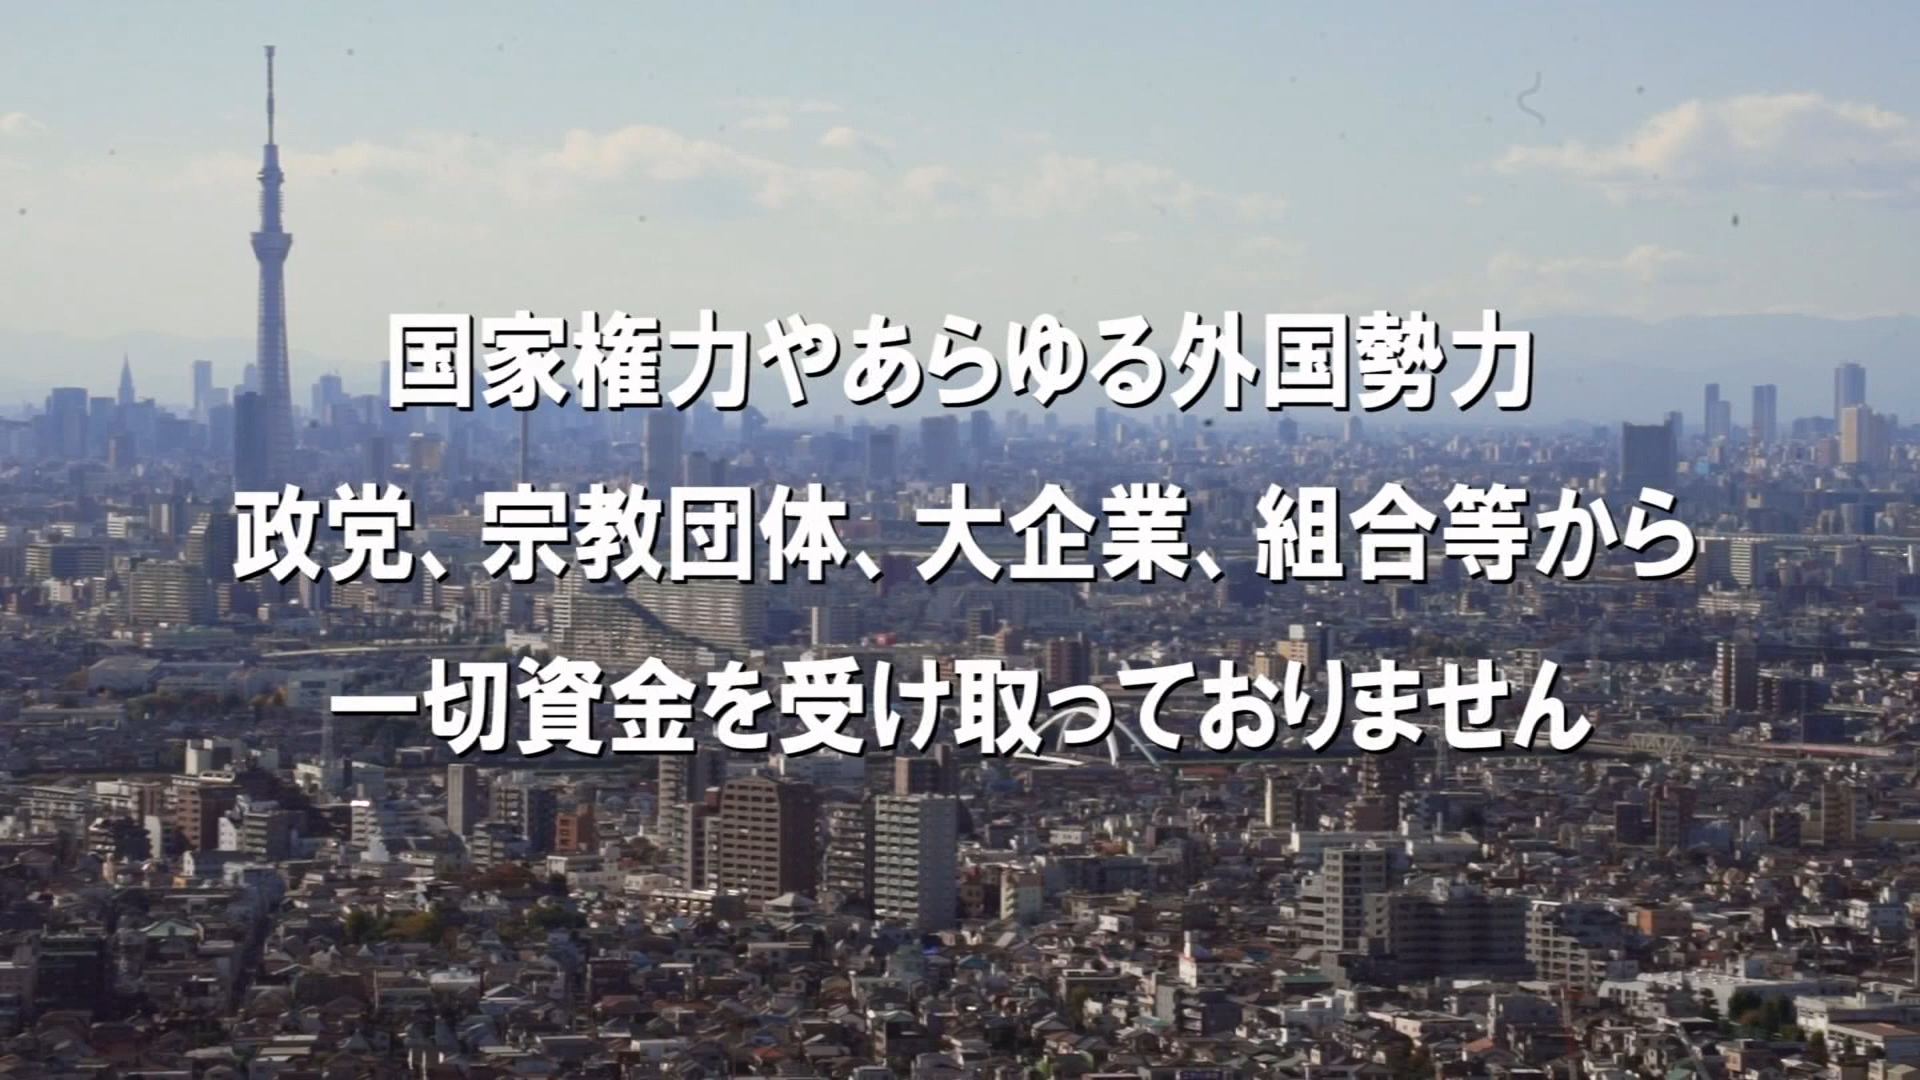 国家権力やあらゆる外国勢力
政党、宗教団体、大企業、組合等から
一切資金を受け取っておりません